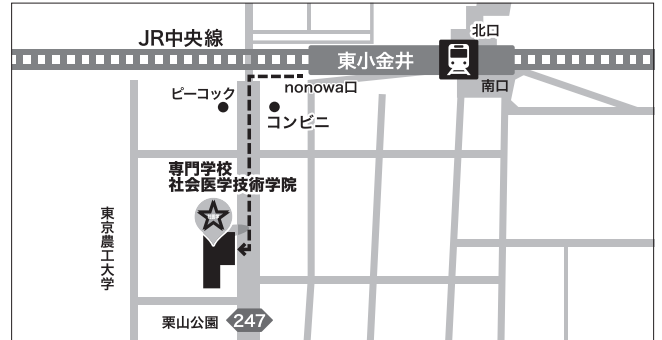 北口
JR中央線
東小金井
南口
nonowa口
ピーコック
コンビニ
専門学校
社会医学技術学院
東京農工大学
栗山公園
247